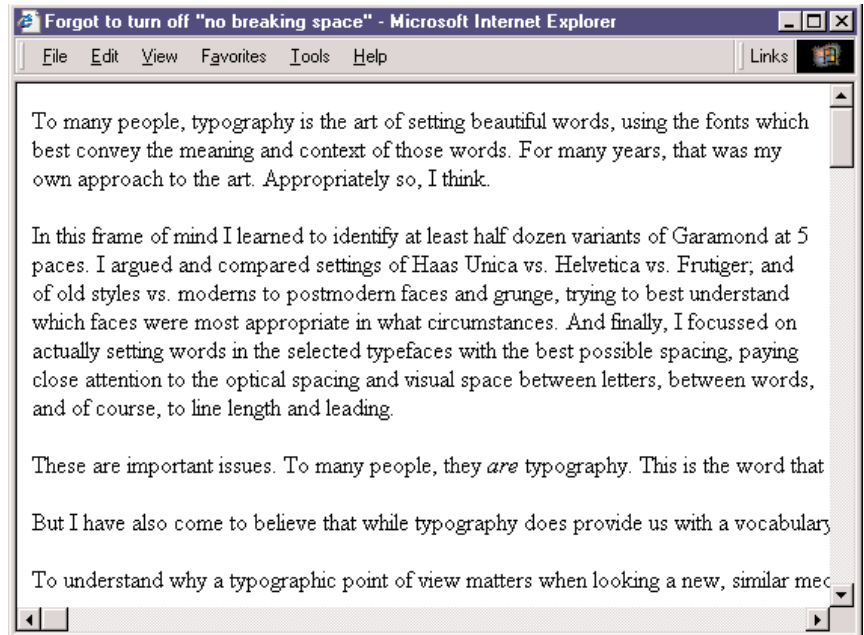 Forgot to turn off "no breaking space" - Microsoft Internet Explorer
File Edit View Favorites Tools Help Links
To many people, typography is the art of setting beautiful words, using the fonts which
best convey the meaning and context of those words. For many years, that was my
own approach to the art. Appropriately so, I think.
In this frame of mind I learned to identify at least half dozen variants of Garamond at 5
paces. I argued and compared settings of Haas Unica vs. Helvetica vs. Frutiger; and
of old styles vs. moderns to postmodern faces and grunge, trying to best understand
which faces were most appropriate in what circumstances. And finally, I focussed on
actually setting words in the selected typefaces with the best possible spacing, paying
close attention to the optical spacing and visual space between letters, between words,
and of course, to line length and leading.
These are important issues. To many people, they are typography. This is the word that
But I have also come to believe that while typography does provide us with a vocabulary
To understand why a typographic point of view matters when looking a new, similar